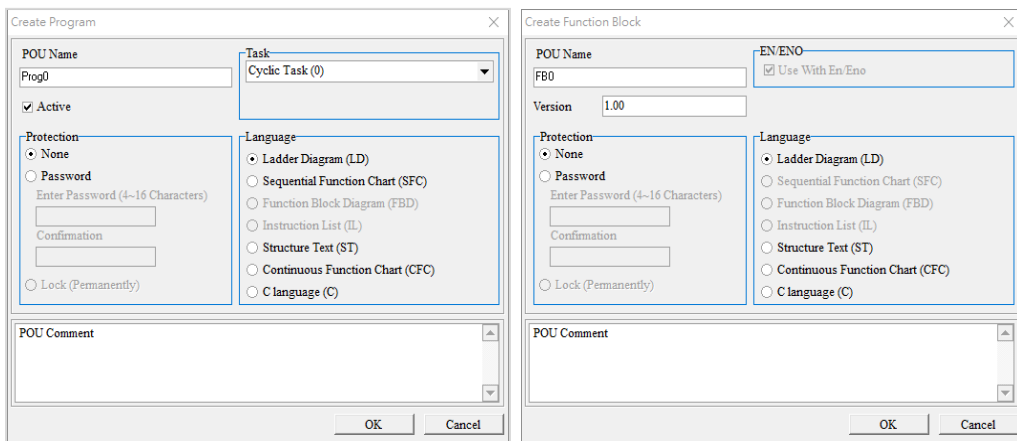 Create Program
POU Name
Prog0
Active
Task
Cyclic Task (0)
Protection
None
Password
Enter Password (4~16 Characters)
Confirmation
Lock (Permanently)
Language
Ladder Diagram (LD)
Sequential Function Chart (SFC)
Function Block Diagram (FBD)
Instruction List (IL)
Structure Text (ST)
Continuous Function Chart (CFC)
C language (C)
POU Comment
OK
Cancel
Create Function Block
POU Name
FB0
EN/ENO
Use With En/Eno
Version
1.00
Protection
None
Password
Enter Password (4~16 Characters)
Confirmation
Lock (Permanently)
Language
Ladder Diagram (LD)
Sequential Function Chart (SFC)
Function Block Diagram (FBD)
Instruction List (IL)
Structure Text (ST)
Continuous Function Chart (CFC)
C language (C)
POU Comment
OK
Cancel